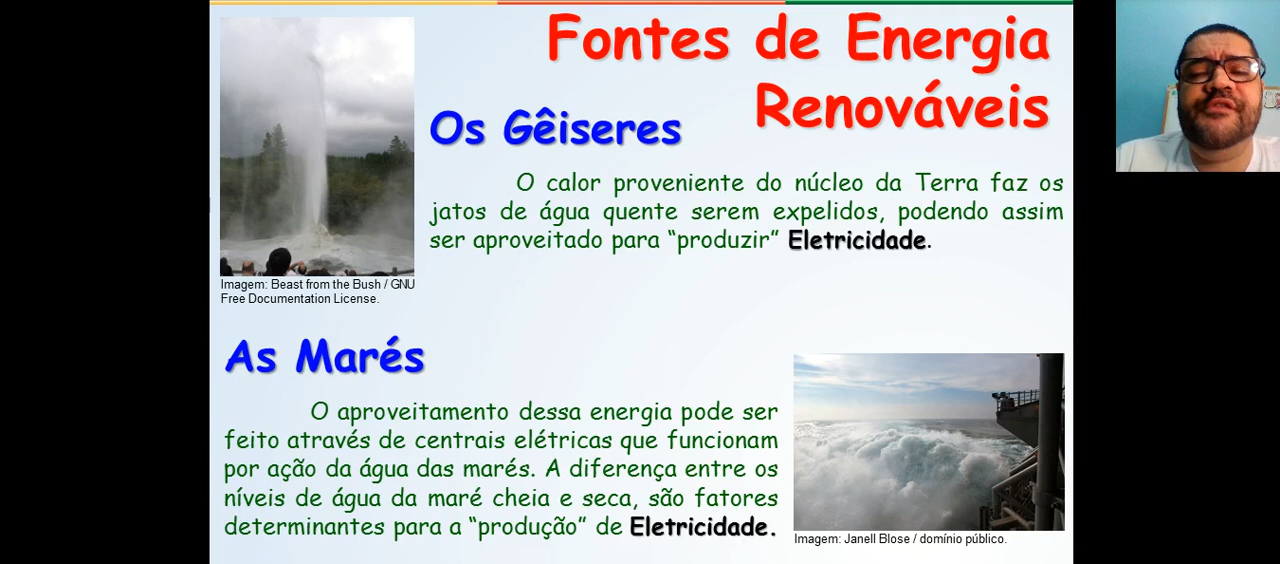 Fontes de Energia
Renováveis
Os Gêiseres
O calor proveniente do núcleo da Terra faz os
jatos de água quente serem expelidos, podendo assim
ser aproveitado para “produzir” Eletricidade.
Imagem: Beast from the Bush / GNU
Free Documentation License.
As Marés
O aproveitamento dessa energia pode ser
feito através de centrais elétricas que funcionam
por ação da água das marés. A diferença entre os
níveis de água da maré cheia e seca, são fatores
determinantes para a “produção” de Eletricidade.
Imagem: Janell Blose / domínio público.